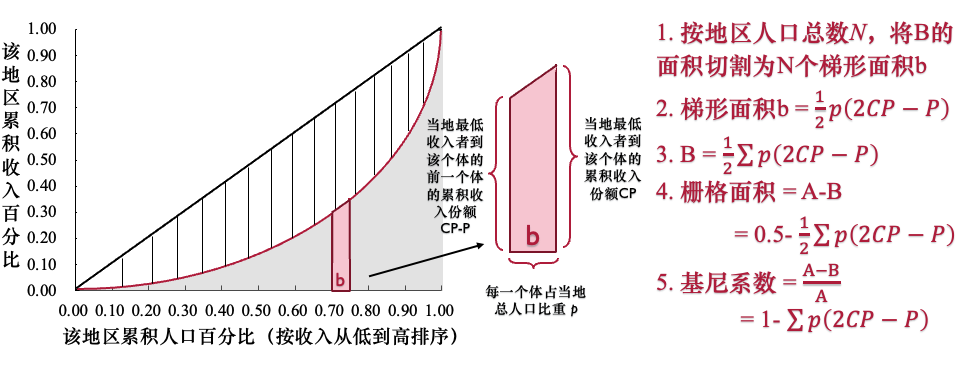 该地区累积收入百分比
1.00
0.90
0.80
0.70
0.60
0.50
0.40
0.30
0.20
0.10
0.00
0.00 0.10 0.20 0.30 0.40 0.50 0.60 0.70 0.80 0.90 1.00
该地区累积人口百分比（按收入从低到高排序）
b
当地最低
收入者到
该个体的
前一个体
的累积收
入份额
CP-P
b
当地最低
收入者到
该个体的
累积收入
份额CP
每一个体占当地
总人口比重 p
1. 按地区人口总数N，将B的
面积切割为N个梯形面积b
2. 梯形面积b = \frac{1}{2}p(2CP − P)
3. B = \frac{1}{2}∑p(2CP − P)
4. 栅格面积 = A-B
= 0.5- \frac{1}{2}∑p(2CP − P)
5. 基尼系数 = \frac{A−B}{A}
= 1- ∑p(2CP − P)